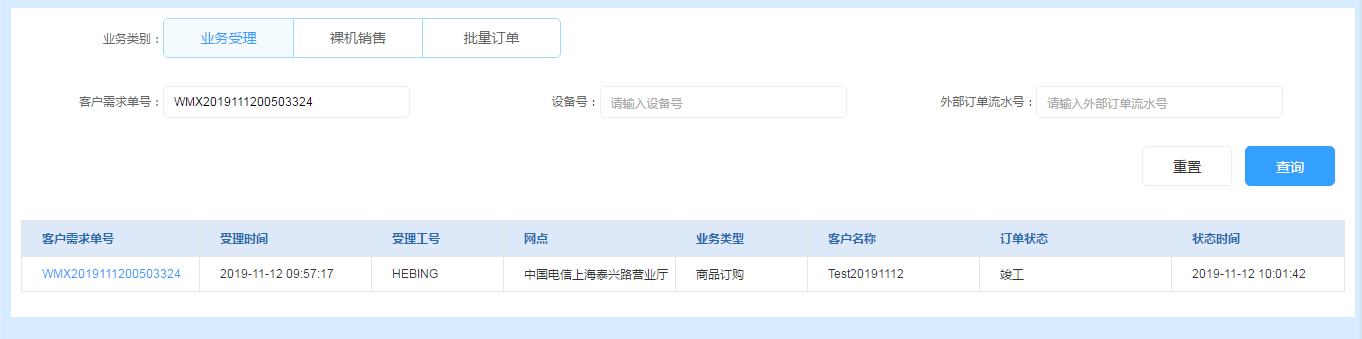 业务类别： 业务受理 裸机销售 批量订单
客户需求单号： WMX2019111200503324 设备号： 请输入设备号 外部订单流水号： 请输入外部订单流水号
重置 查询
客户需求单号 受理时间 受理工号 网点 业务类型 客户名称 订单状态 状态时间
WMX2019111200503324 2019-11-12 09:57:17 HEBING 中国电信上海泰兴路营业厅 商品订购 Test20191112 竣工 2019-11-12 10:01:42